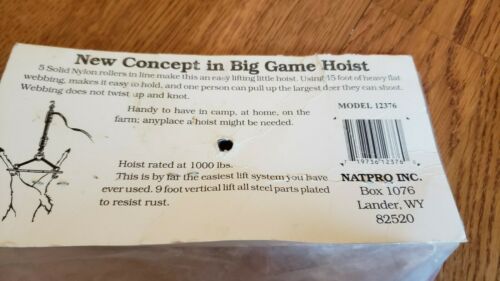 New Concept in Big Game Hoist
5 Solid Nylon rollers in line make this an easy lifting little hoist. Using 15 foot of heavy flat
webbing, makes it easy to hold, and one person can pull up the largest deer they can shoot.
Webbing does not twist up and knot.
Handy to have in camp, at home, on the
farm; anyplace a hoist might be needed.
MODEL 12376
Hoist rated at 1000 lbs.
This is by far the easiest lift system you have
ever used. 9 foot vertical lift all steel parts plated
to resist rust.
7 19736 12376
NATPRO INC.
Box 1076
Lander, WY
82520